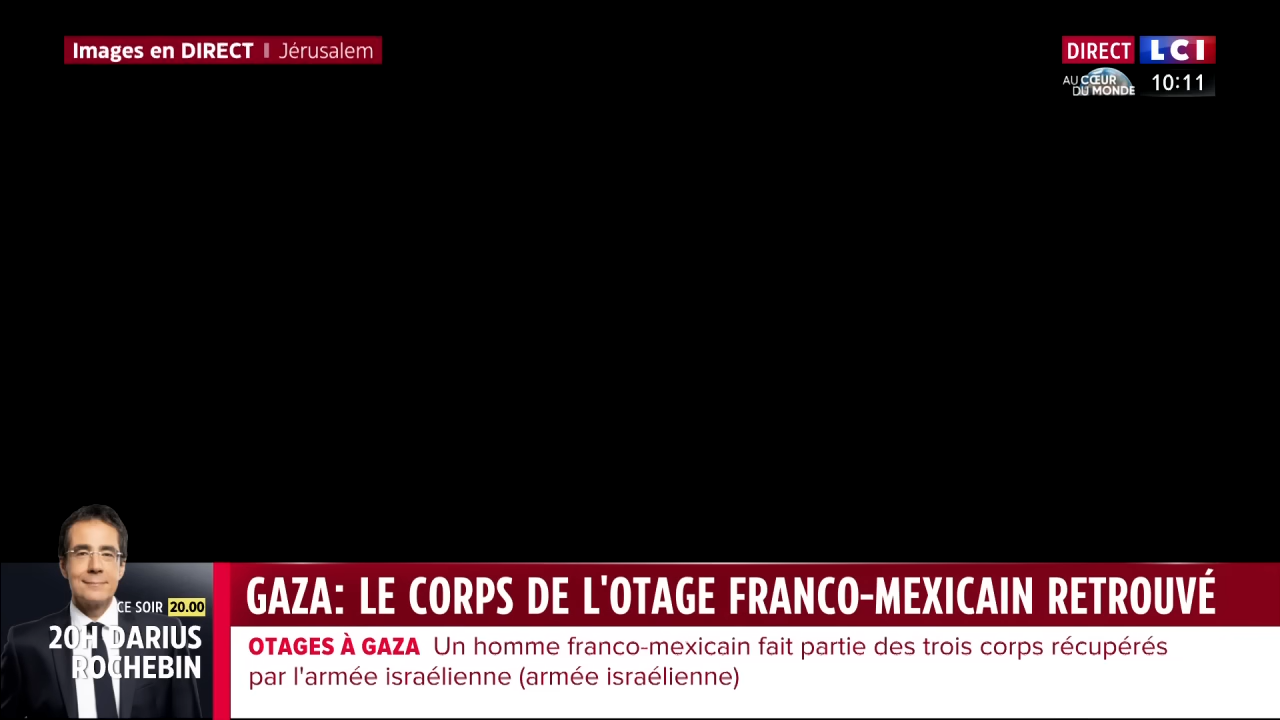 Images en DIRECT | Jérusalem
DIRECT LCI
AU CŒUR
DU MONDE
10:11
CE SOIR 20.00
20H DARIUS
ROCHEBIN
GAZA: LE CORPS DE L'OTAGE FRANCO-MEXICAIN RETROUVÉ
OTAGES À GAZA Un homme franco-mexicain fait partie des trois corps récupérés
par l'armée israélienne (armée israélienne)